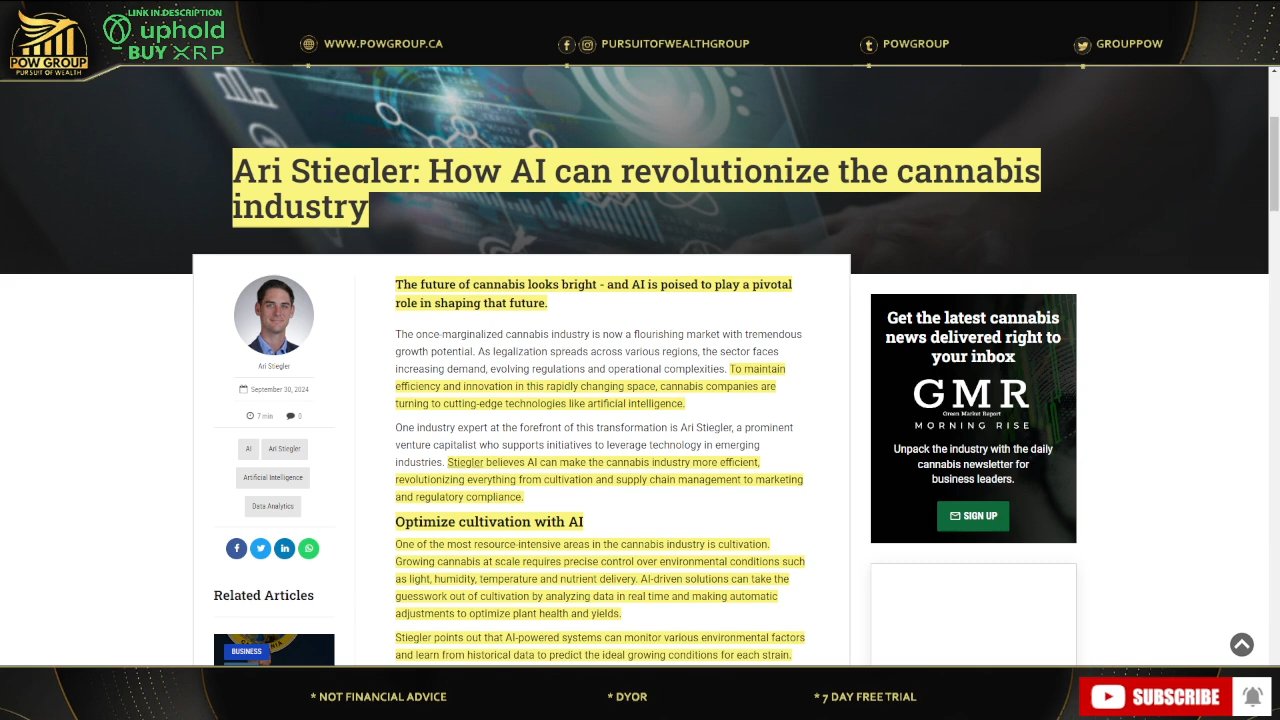 LINK IN DESCRIPTION
uphold
BUY XRP
POW GROUP
PURSUIT OF WEALTH
WWW.POWGROUP.CA
PURSUITOFWEALTHGROUP
POWGROUP
GROUPPOW
Ari Stiegler: How AI can revolutionize the cannabis
industry
Ari Stiegler
September 30, 2024
7 min
0
AI
Ari Stiegler
Artificial Intelligence
Data Analytics
Related Articles
BUSINESS
The future of cannabis looks bright - and AI is poised to play a pivotal
role in shaping that future.
The once-marginalized cannabis industry is now a flourishing market with tremendous
growth potential. As legalization spreads across various regions, the sector faces
increasing demand, evolving regulations and operational complexities. To maintain
efficiency and innovation in this rapidly changing space, cannabis companies are
turning to cutting-edge technologies like artificial intelligence.
One industry expert at the forefront of this transformation is Ari Stiegler, a prominent
venture capitalist who supports initiatives to leverage technology in emerging
industries. Stiegler believes AI can make the cannabis industry more efficient,
revolutionizing everything from cultivation and supply chain management to marketing
and regulatory compliance.
Optimize cultivation with AI
One of the most resource-intensive areas in the cannabis industry is cultivation.
Growing cannabis at scale requires precise control over environmental conditions such
as light, humidity, temperature and nutrient delivery. AI-driven solutions can take the
guesswork out of cultivation by analyzing data in real time and making automatic
adjustments to optimize plant health and yields.
Stiegler points out that AI-powered systems can monitor various environmental factors
and learn from historical data to predict the ideal growing conditions for each strain.
Get the latest cannabis
news delivered right to
your inbox
GMR
Green Market Report
MORNING RISE
Unpack the industry with the daily
cannabis newsletter for
business leaders.
SIGN UP
* NOT FINANCIAL ADVICE
* DYOR
* 7 DAY FREE TRIAL
SUBSCRIBE